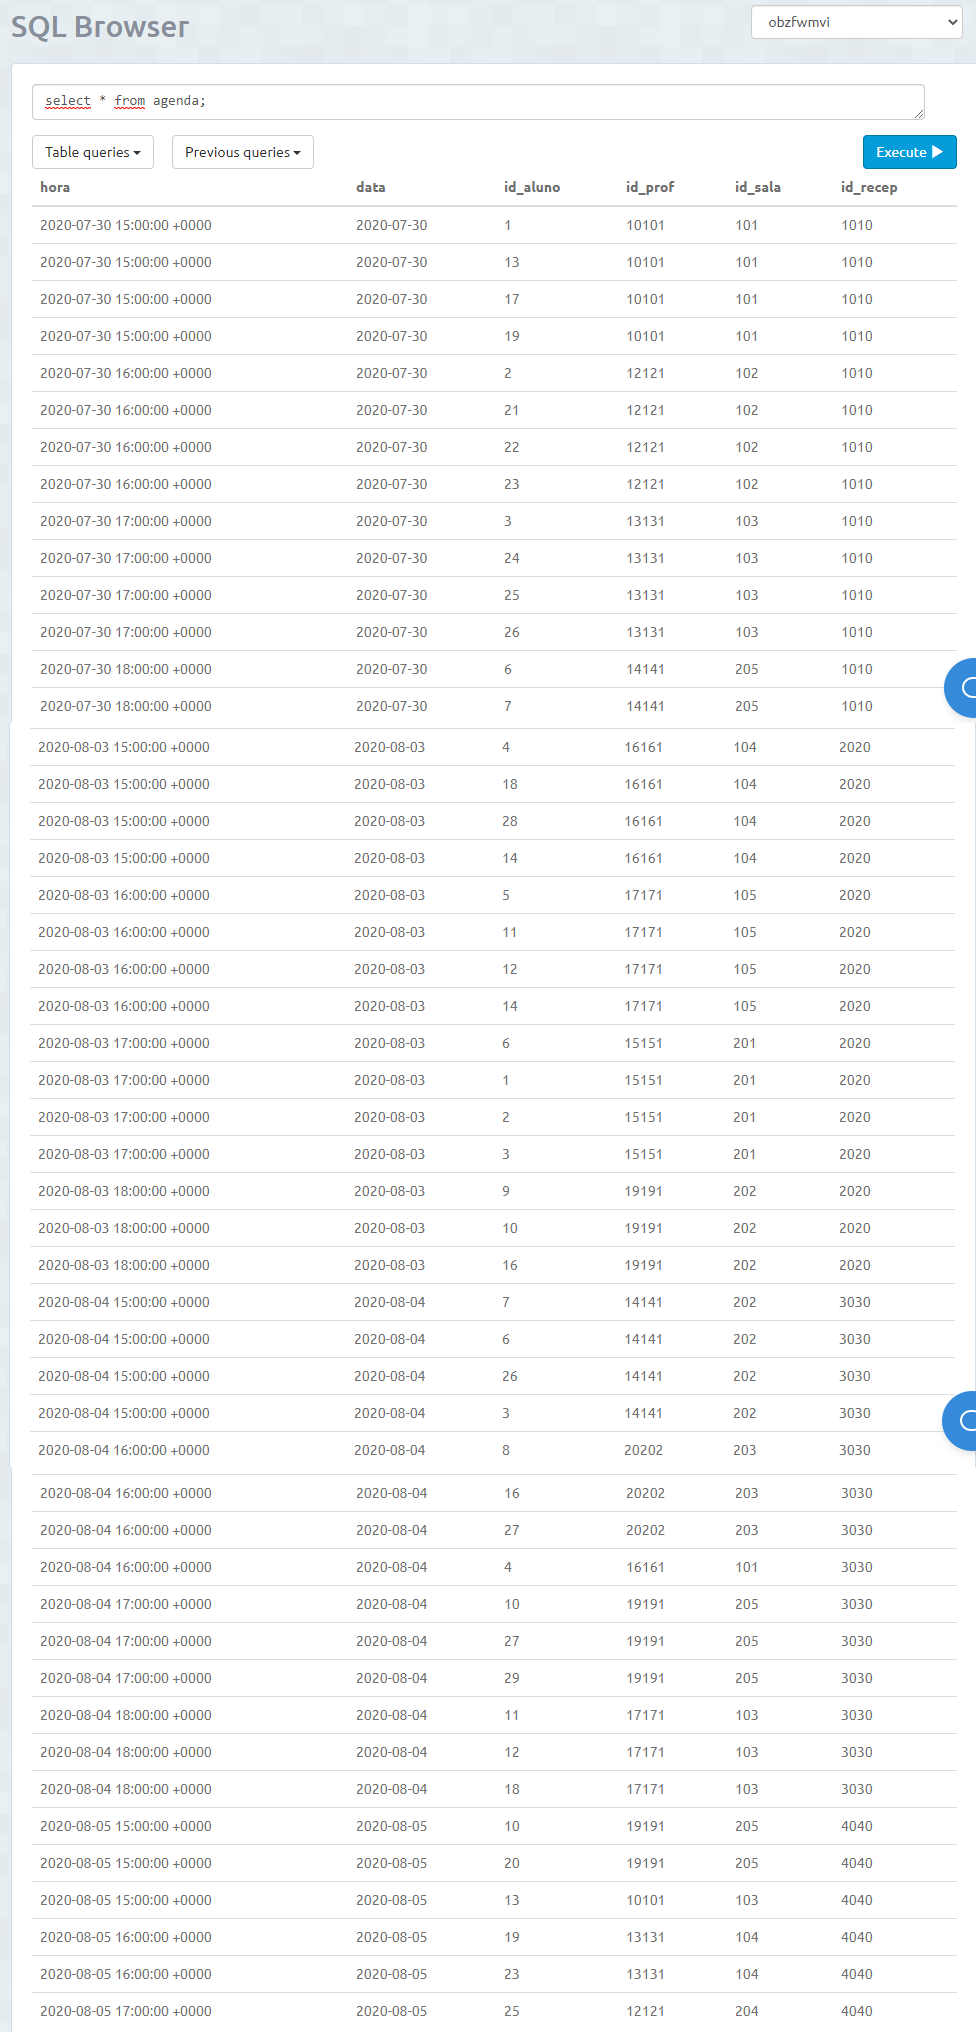 SQL Browser
obzfwmvi
select * from agenda;
Table queries Previous queries Execute
hora data id_aluno id_prof id_sala id_recep
2020-07-30 15:00:00 +0000 2020-07-30 1 10101 101 1010
2020-07-30 15:00:00 +0000 2020-07-30 13 10101 101 1010
2020-07-30 15:00:00 +0000 2020-07-30 17 10101 101 1010
2020-07-30 15:00:00 +0000 2020-07-30 19 10101 101 1010
2020-07-30 16:00:00 +0000 2020-07-30 2 12121 102 1010
2020-07-30 16:00:00 +0000 2020-07-30 21 12121 102 1010
2020-07-30 16:00:00 +0000 2020-07-30 22 12121 102 1010
2020-07-30 16:00:00 +0000 2020-07-30 23 12121 102 1010
2020-07-30 17:00:00 +0000 2020-07-30 3 13131 103 1010
2020-07-30 17:00:00 +0000 2020-07-30 24 13131 103 1010
2020-07-30 17:00:00 +0000 2020-07-30 25 13131 103 1010
2020-07-30 17:00:00 +0000 2020-07-30 26 13131 103 1010
2020-07-30 18:00:00 +0000 2020-07-30 6 14141 205 1010
2020-07-30 18:00:00 +0000 2020-07-30 7 14141 205 1010
2020-08-03 15:00:00 +0000 2020-08-03 4 16161 104 2020
2020-08-03 15:00:00 +0000 2020-08-03 18 16161 104 2020
2020-08-03 15:00:00 +0000 2020-08-03 28 16161 104 2020
2020-08-03 15:00:00 +0000 2020-08-03 14 16161 104 2020
2020-08-03 16:00:00 +0000 2020-08-03 5 17171 105 2020
2020-08-03 16:00:00 +0000 2020-08-03 11 17171 105 2020
2020-08-03 16:00:00 +0000 2020-08-03 12 17171 105 2020
2020-08-03 16:00:00 +0000 2020-08-03 14 17171 105 2020
2020-08-03 17:00:00 +0000 2020-08-03 6 15151 201 2020
2020-08-03 17:00:00 +0000 2020-08-03 1 15151 201 2020
2020-08-03 17:00:00 +0000 2020-08-03 2 15151 201 2020
2020-08-03 17:00:00 +0000 2020-08-03 3 15151 201 2020
2020-08-03 18:00:00 +0000 2020-08-03 9 19191 202 2020
2020-08-03 18:00:00 +0000 2020-08-03 10 19191 202 2020
2020-08-03 18:00:00 +0000 2020-08-03 16 19191 202 2020
2020-08-04 15:00:00 +0000 2020-08-04 7 14141 202 3030
2020-08-04 15:00:00 +0000 2020-08-04 6 14141 202 3030
2020-08-04 15:00:00 +0000 2020-08-04 26 14141 202 3030
2020-08-04 15:00:00 +0000 2020-08-04 3 14141 202 3030
2020-08-04 16:00:00 +0000 2020-08-04 8 20202 203 3030
2020-08-04 16:00:00 +0000 2020-08-04 16 20202 203 3030
2020-08-04 16:00:00 +0000 2020-08-04 27 20202 203 3030
2020-08-04 16:00:00 +0000 2020-08-04 4 16161 101 3030
2020-08-04 17:00:00 +0000 2020-08-04 10 19191 205 3030
2020-08-04 17:00:00 +0000 2020-08-04 27 19191 205 3030
2020-08-04 17:00:00 +0000 2020-08-04 29 19191 205 3030
2020-08-04 18:00:00 +0000 2020-08-04 11 17171 103 3030
2020-08-04 18:00:00 +0000 2020-08-04 12 17171 103 3030
2020-08-04 18:00:00 +0000 2020-08-04 18 17171 103 3030
2020-08-05 15:00:00 +0000 2020-08-05 10 19191 205 4040
2020-08-05 15:00:00 +0000 2020-08-05 20 19191 205 4040
2020-08-05 15:00:00 +0000 2020-08-05 13 10101 103 4040
2020-08-05 16:00:00 +0000 2020-08-05 19 13131 104 4040
2020-08-05 16:00:00 +0000 2020-08-05 23 13131 104 4040
2020-08-05 17:00:00 +0000 2020-08-05 25 12121 204 4040